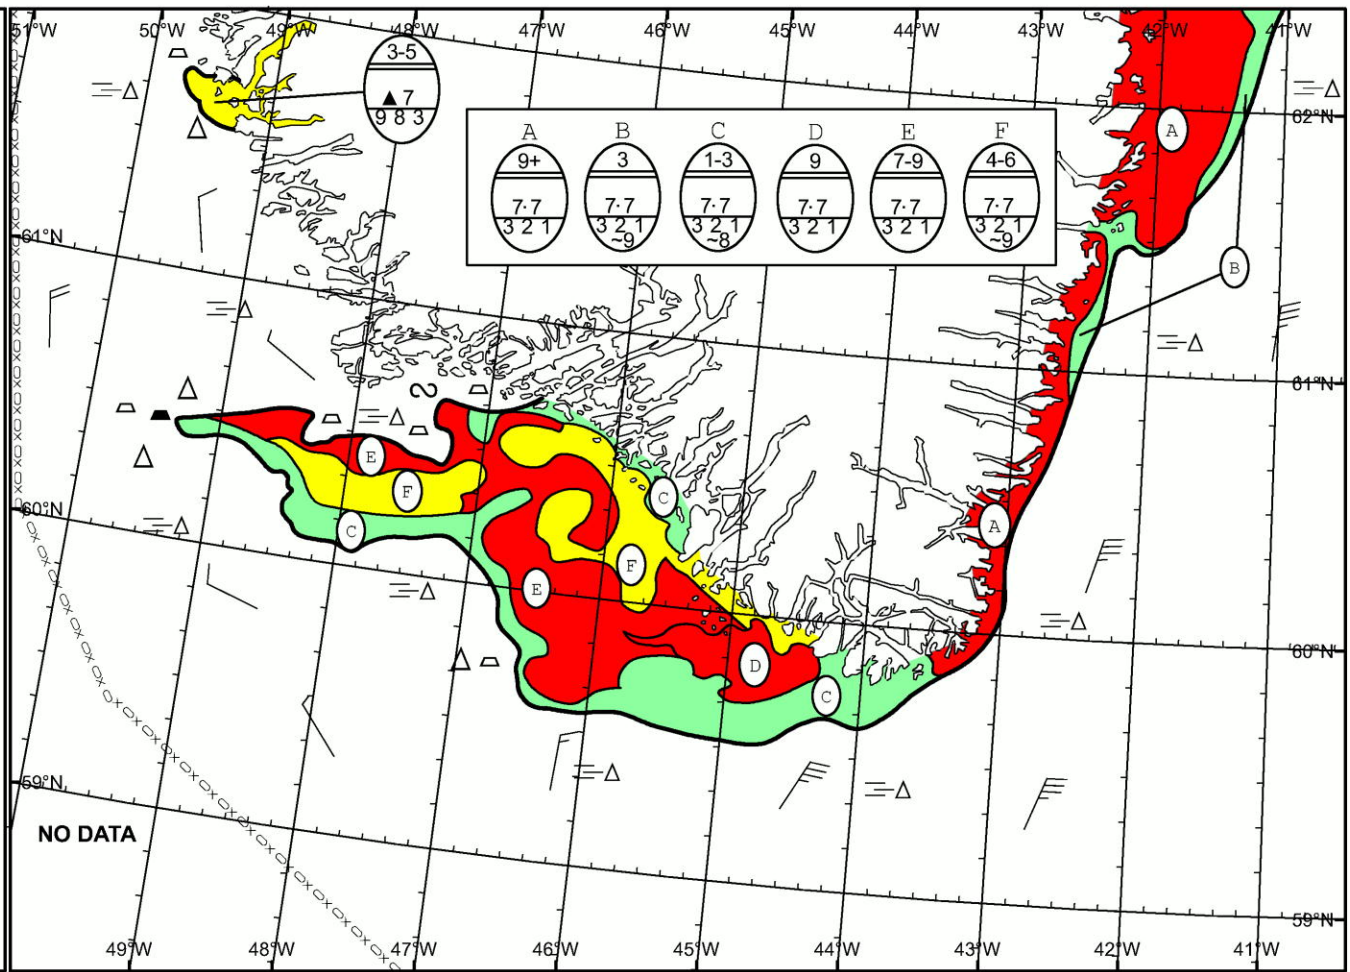 51°W 50°W 49°W 48°W 47°W 46°W 45°W 44°W 43°W 42°W 41°W
3-5
▲ 7
9 8 3
62°N
A B C D E F
9+ 3 1-3 9 7-9 4-6
7·7 7·7 7·7 7·7 7·7 7·7
3 2 1 3 2 1 3 2 1 3 2 1 3 2 1 3 2 1
~9 ~8 ~9
A
61°N
B
61°N
2
E
F
C
60°N
C
A
F
E
60°N
D
C
59°N
NO DATA
59°N
49°W 48°W 47°W 46°W 45°W 44°W 43°W 42°W 41°W